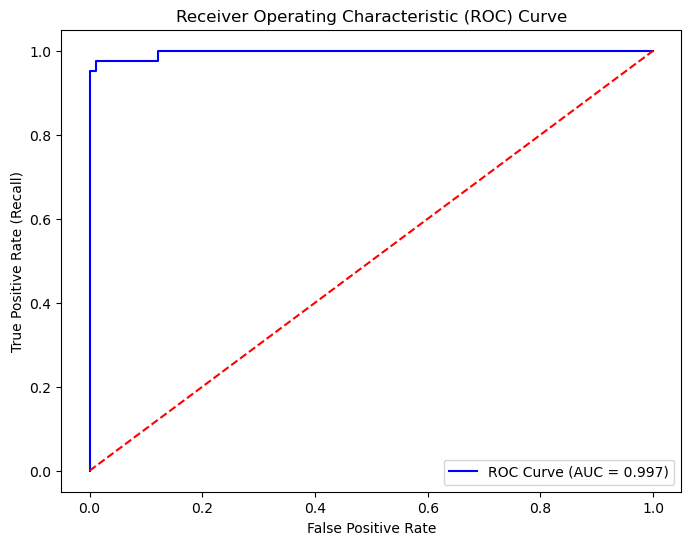 Receiver Operating Characteristic (ROC) Curve
True Positive Rate (Recall)
1.0
0.8
0.6
0.4
0.2
0.0
ROC Curve (AUC = 0.997)
0.0 0.2 0.4 0.6 0.8 1.0
False Positive Rate